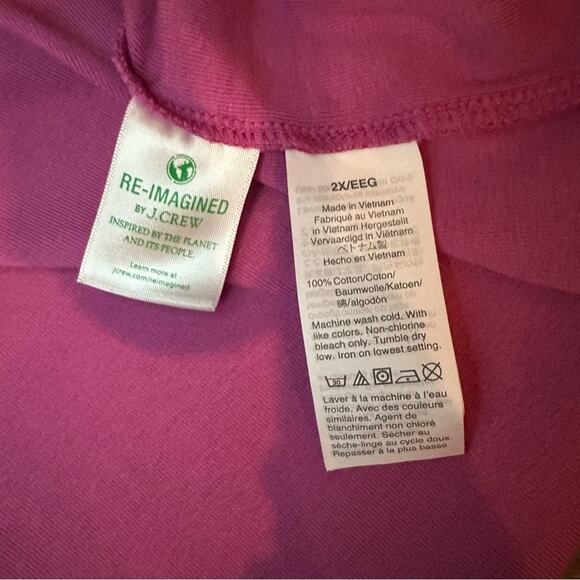 RE-IMAGINED
BY J.CREW
INSPIRED BY THE PLANET
AND ITS PEOPLE.
Learn more at
jcrew.com/reimagined
2X/EEG
Made in Vietnam
Fabriqué au Vietnam
in Vietnam Hergestellt
Vervaardigd in Viëtnam
ベトナム製
Hecho en Vietnam
100% Cotton/Coton/
Baumwolle/Katoen/
綿/algodón
Machine wash cold. With
like colors. Non-chlorine
bleach only. Tumble dry
low. Iron on lowest setting.
30
Laver à la machine à l'eau
froide. Avec des couleurs
similaires. Agent de
blanchiment non chloré
seulement. Sécher au
sèche-linge au cycle doux.
Repasser à la plus basse